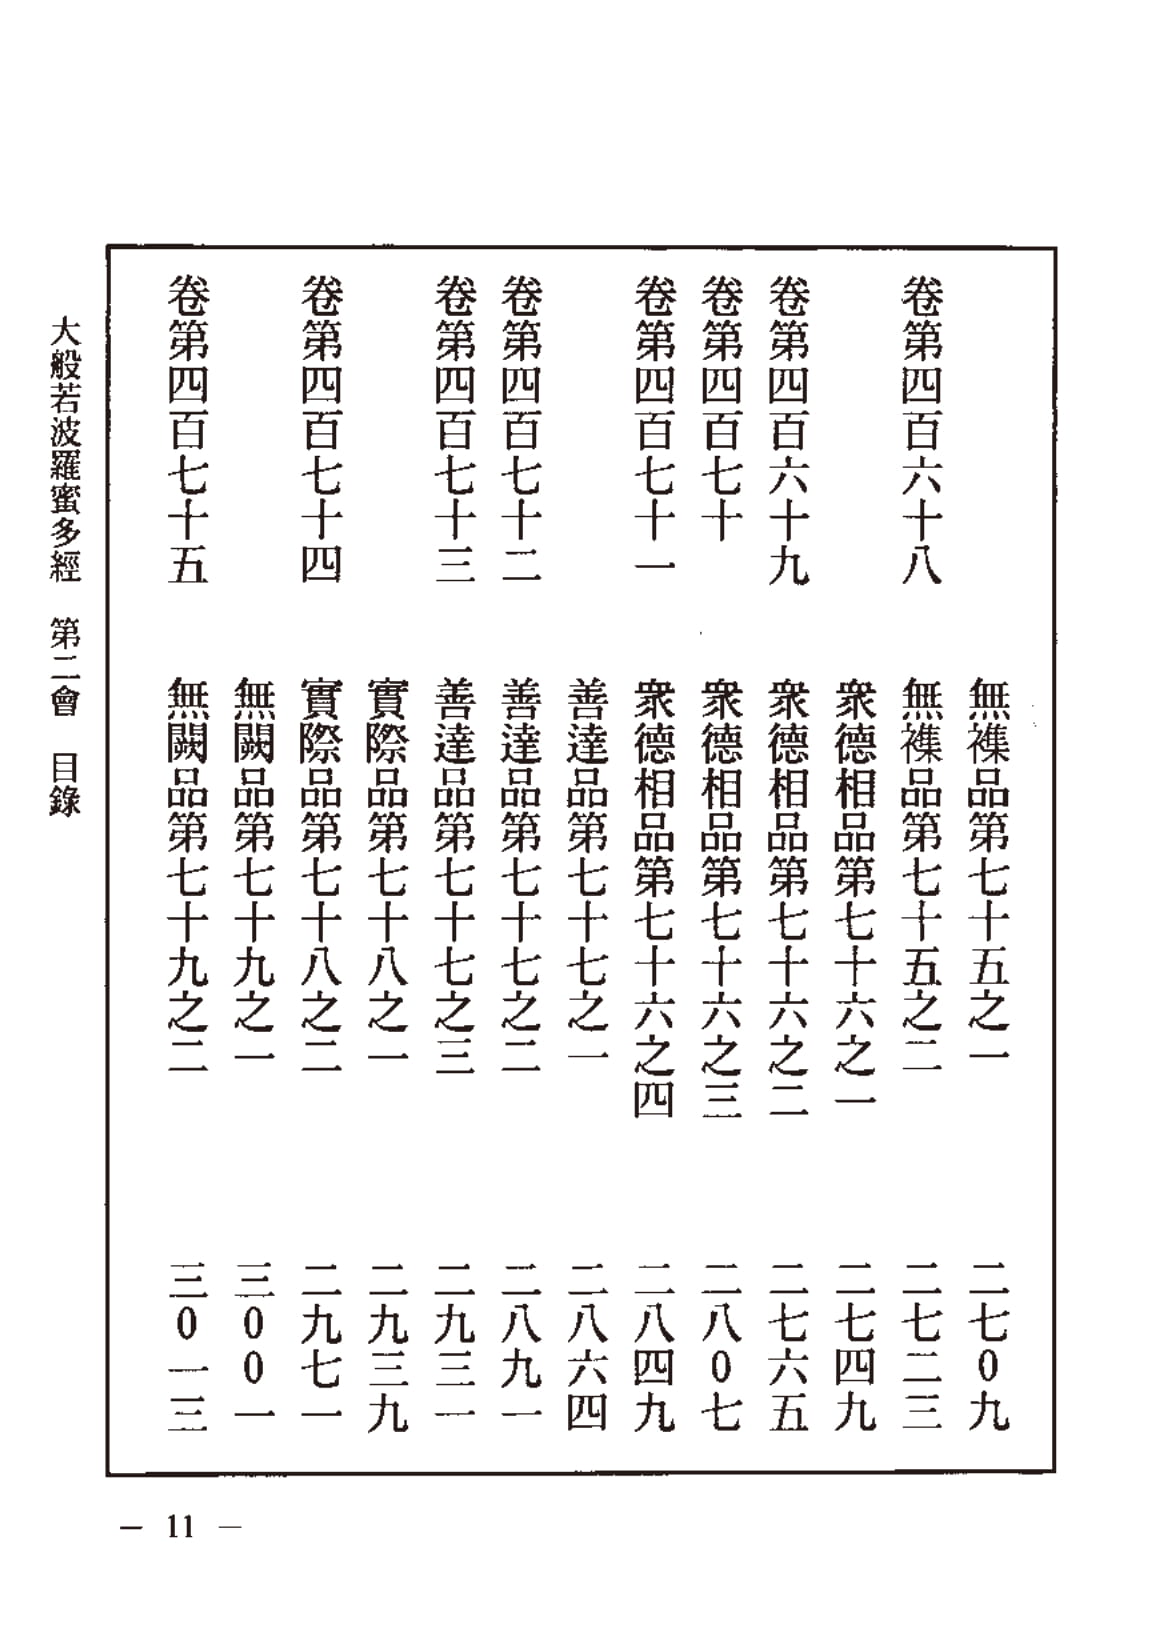 無襍品第七十五之一 二七0九
卷第四百六十八 無襍品第七十五之二 二七二三
衆德相品第七十六之一 二七四九
卷第四百六十九 衆德相品第七十六之二 二七六五
卷第四百七十 衆德相品第七十六之三 二八0七
卷第四百七十一 衆德相品第七十六之四 二八四九
善達品第七十七之一 二八六四
卷第四百七十二 善達品第七十七之二 二八九一
卷第四百七十三 善達品第七十七之三 二九三一
實際品第七十八之一 二九三九
卷第四百七十四 實際品第七十八之二 二九七一
無闕品第七十九之一 三00一
卷第四百七十五 無闕品第七十九之二 三0一三
大般若波羅蜜多經 第二會 目錄
— 11 —